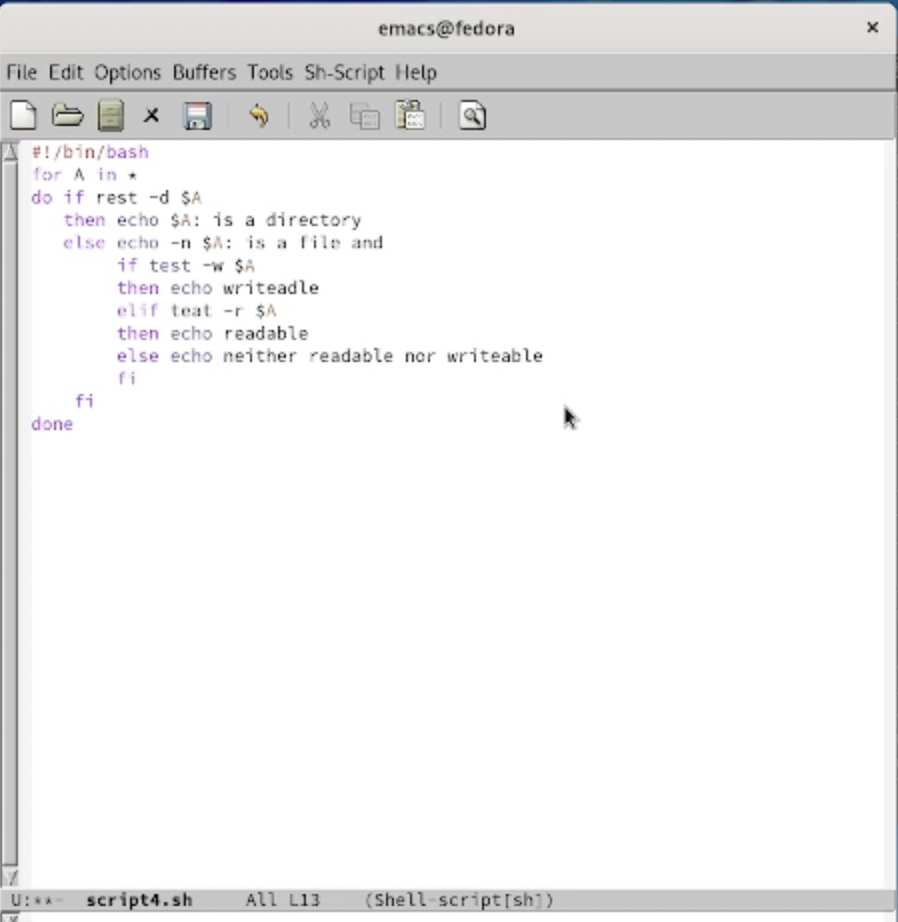 emacs@fedora ×
File Edit Options Buffers Tools Sh-Script Help
#!/bin/bash
for A in *
do if rest -d $A
then echo $A: is a directory
else echo -n $A: is a file and
if test -w $A
then echo writeadle
elif teat -r $A
then echo readable
else echo neither readable nor writeable
fi
fi
done
U:**- script4.sh All L13 (Shell-script[sh])